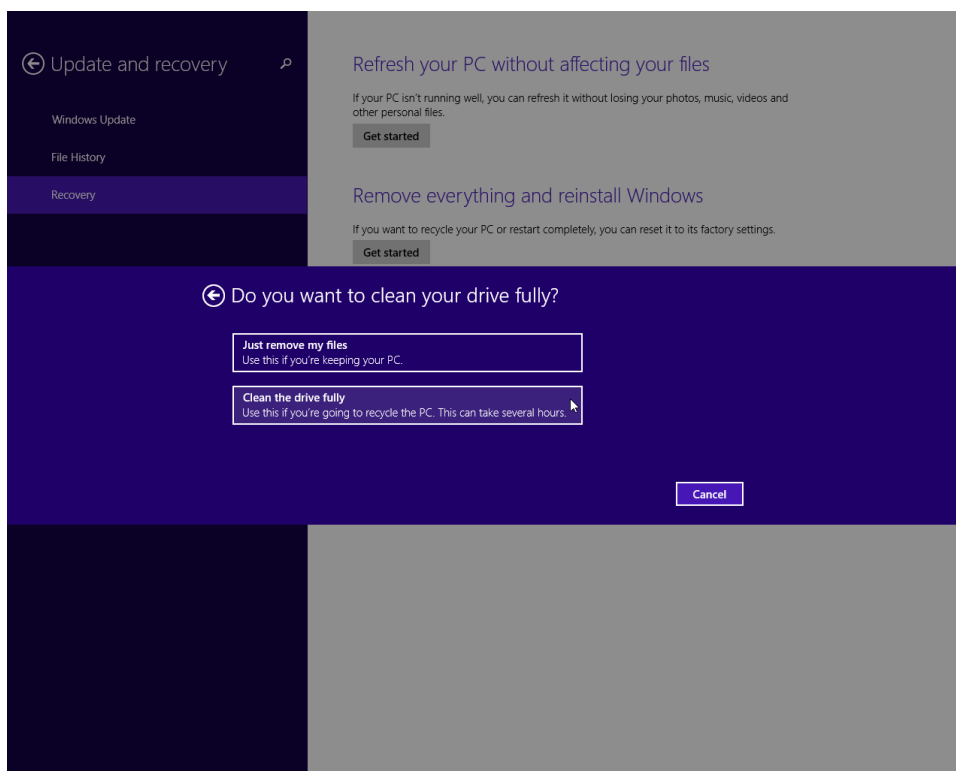 Update and recovery
Windows Update
File History
Recovery
Refresh your PC without affecting your files
If your PC isn't running well, you can refresh it without losing your photos, music, videos and
other personal files.
Get started
Remove everything and reinstall Windows
If you want to recycle your PC or restart completely, you can reset it to its factory settings.
Get started
Do you want to clean your drive fully?
Just remove my files
Use this if you're keeping your PC.
Clean the drive fully
Use this if you're going to recycle the PC. This can take several hours.
Cancel